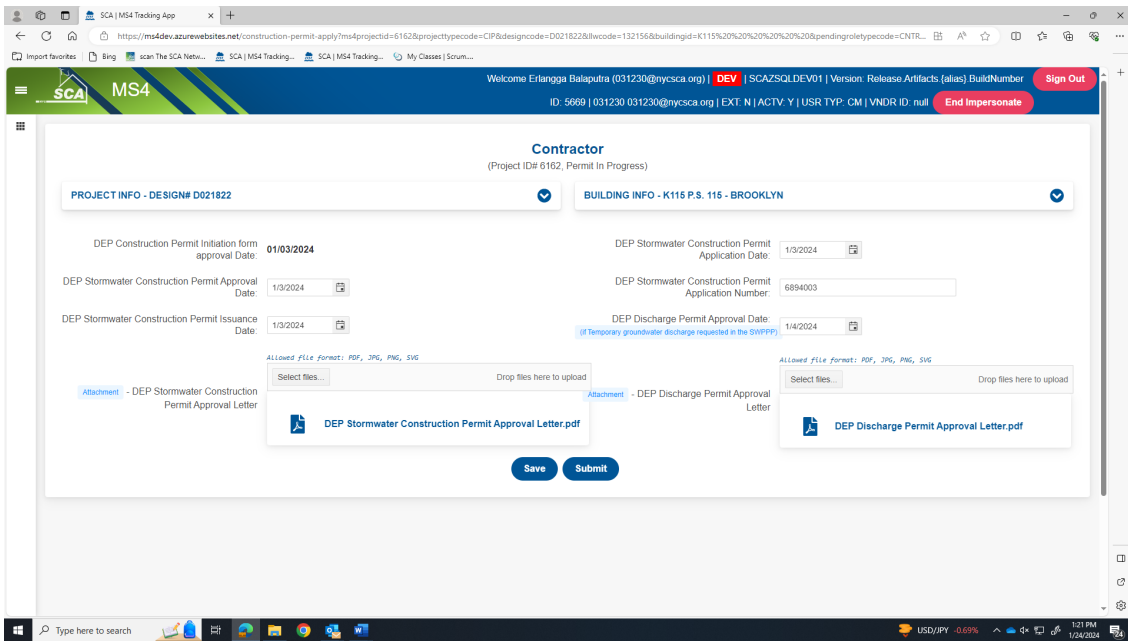 SCA | MS4 Tracking App
https://ms4dev.azurewebsites.net/construction-permit-apply?ms4projectid=6162&projecttypecode=CIP&designcode=D021822&llwcode=132156&buildingid=K115%20%20%20%20%20%20&pendingroletypecode=CNTR...
Import favorites
Bing
scan The SCA Netw...
SCA | MS4 Tracking...
SCA | MS4 Tracking...
My Classes | Scrum....
SCA
MS4
Welcome Erlangga Balaputra (031230@nycsca.org) | DEV | SCAZSQLDEV01 | Version: Release.Artifacts.{alias}.BuildNumber
Sign Out
ID: 5669 | 031230 031230@nycsca.org | EXT: N | ACTV: Y | USR TYP: CM | VNDR ID: null
End Impersonate
Contractor
(Project ID# 6162, Permit In Progress)
PROJECT INFO - DESIGN# D021822
BUILDING INFO - K115 P.S. 115 - BROOKLYN
DEP Construction Permit Initiation form
approval Date:
01/03/2024
DEP Stormwater Construction Permit
Application Date:
1/3/2024
DEP Stormwater Construction Permit Approval
Date:
1/3/2024
DEP Stormwater Construction Permit
Application Number:
6894003
DEP Stormwater Construction Permit Issuance
Date:
1/3/2024
DEP Discharge Permit Approval Date:
(if Temporary groundwater discharge requested in the SWPPP)
1/4/2024
Allowed file format: PDF, JPG, PNG, SVG
Select files...
Drop files here to upload
Attachment - DEP Stormwater Construction
Permit Approval Letter
DEP Stormwater Construction Permit Approval Letter.pdf
Allowed file format: PDF, JPG, PNG, SVG
Select files...
Drop files here to upload
Attachment - DEP Discharge Permit Approval
Letter
DEP Discharge Permit Approval Letter.pdf
Save
Submit
Type here to search
USD/JPY -0.69%
1:21 PM
1/24/2024
24